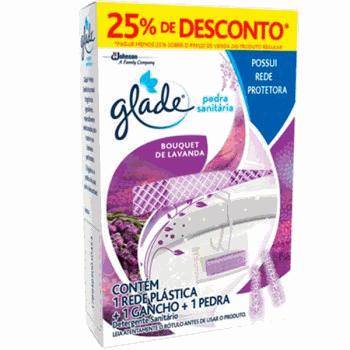 25% DE DESCONTO*
*PAGUE MENOS 25% SOBRE O PREÇO DE VENDA DO PRODUTO REGULAR
Johnson
A Family Company
POSSUI
REDE
PROTETORA
glade
pedra
sanitária
BOUQUET
DE LAVANDA
CONTÉM
1 REDE PLÁSTICA
+ 1 GANCHO + 1 PEDRA
Detergente Sanitário
LEIA ATENTAMENTE O RÓTULO ANTES DE USAR O PRODUTO.